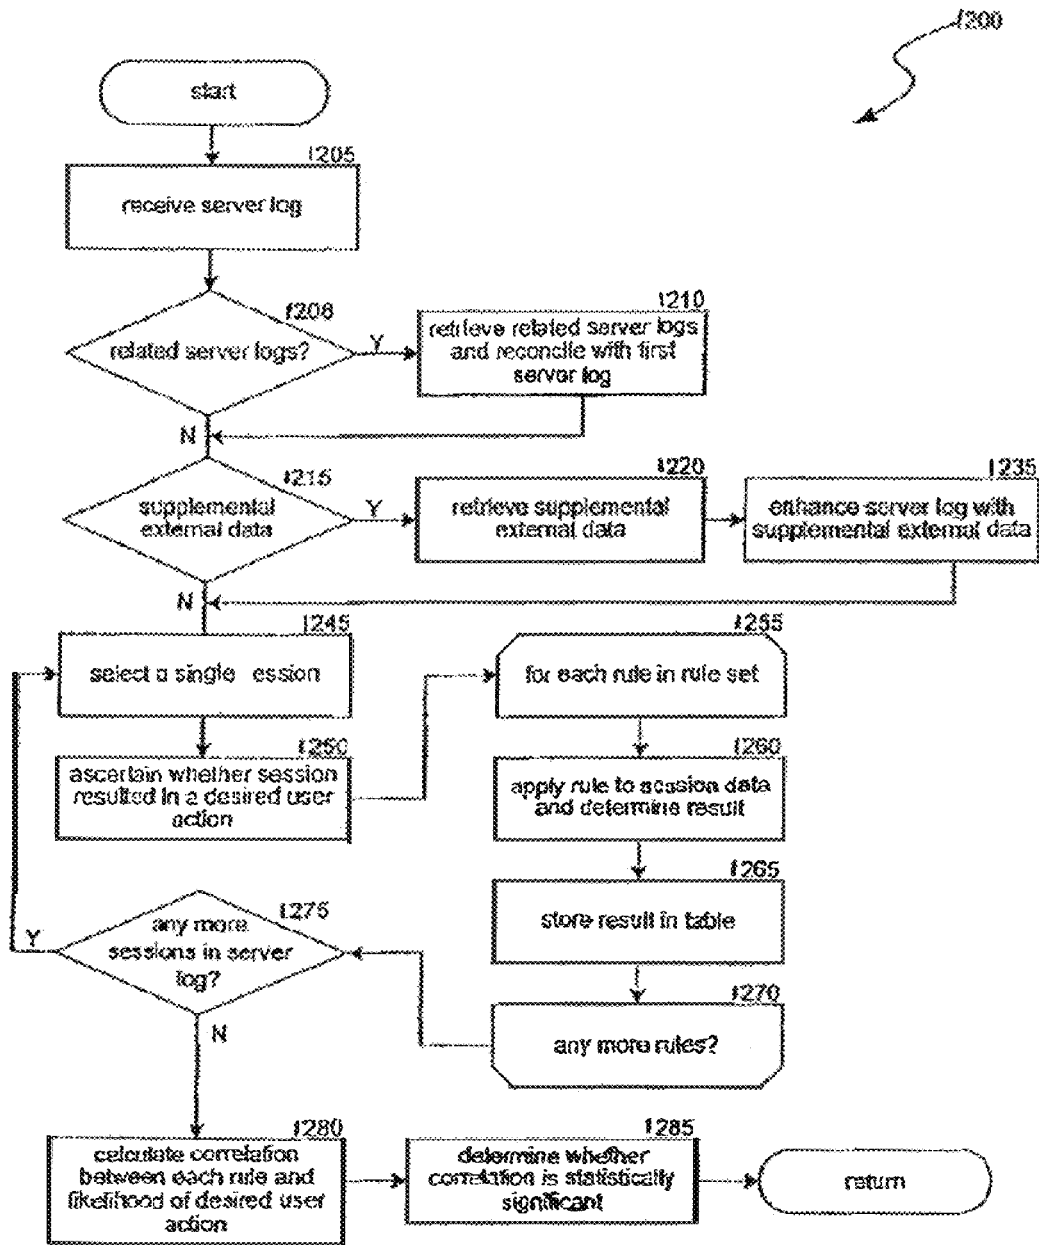 1200
start
1205
receive server log
1208
related server logs?
Y
1210
retrieve related server logs
and reconcile with first
server log
N
1215
supplemental
external data
Y
1220
retrieve supplemental
external data
1235
enhance server log with
supplemental external data
N
1245
select a single ession
1250
ascertain whether session
resulted in a desired user
action
1255
for each rule in rule set
1260
apply rule to session data
and determine result
1265
store result in table
1270
any more rules?
1275
any more
sessions in server
log?
Y
N
1280
calculate correlation
between each rule and
likelihood of desired user
action
1285
determine whether
correlation is statistically
significant
return